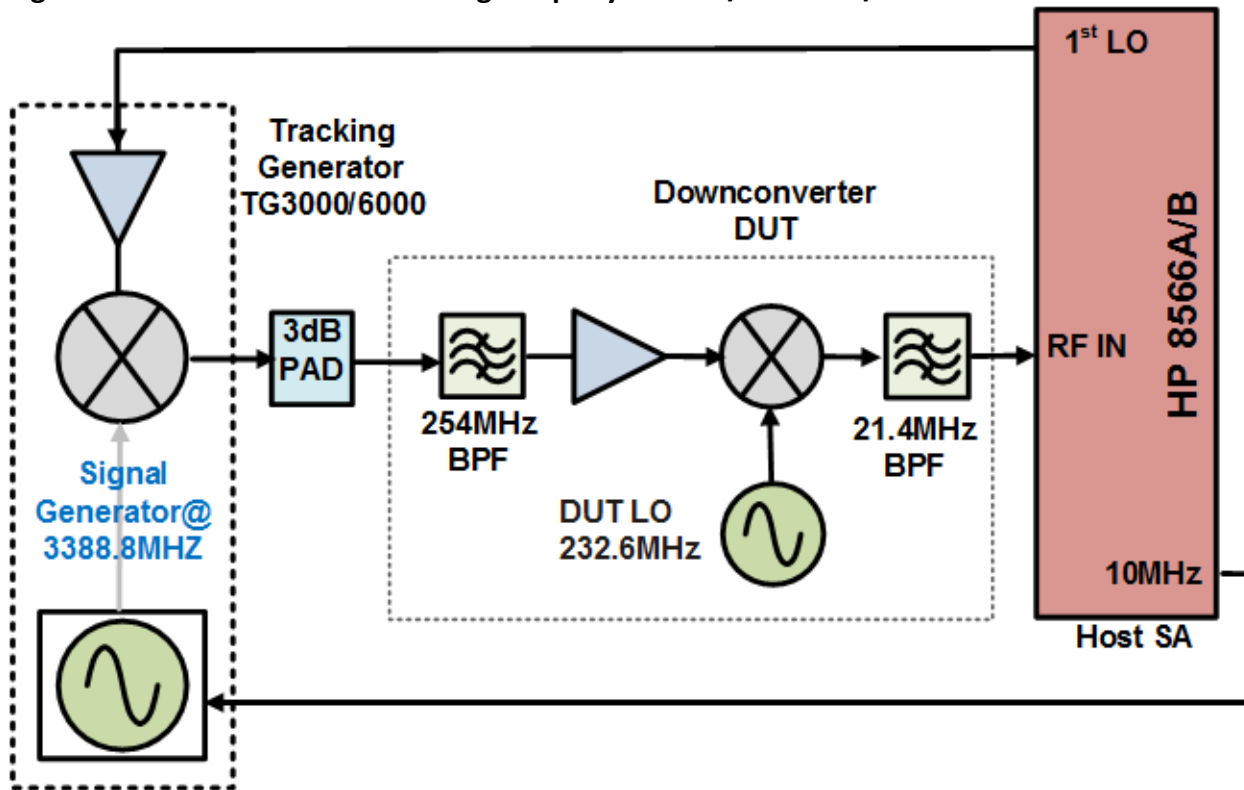 1st LO
Tracking
Generator
TG3000/6000
Downconverter
DUT
HP 8566A/B
3dB
PAD
RF IN
254MHz
BPF
21.4MHz
BPF
Signal
Generator@
3388.8MHZ
DUT LO
232.6MHz
10MHz
Host SA